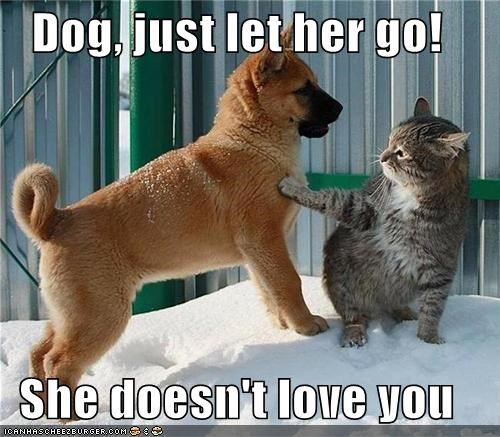 Dog, just let her go!
She doesn't love you
ICANHASCHEEZBURGER.COM